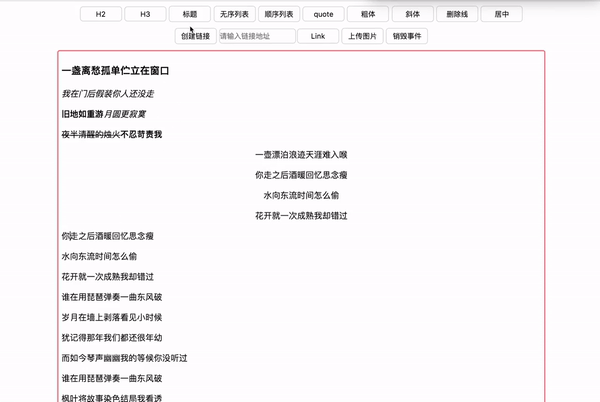 H2 H3 标题 无序列表 顺序列表 quote 粗体 斜体 删除线 居中
创建链接 请输入链接地址 Link 上传图片 销毁事件
一盏离愁孤单伫立在窗口
我在门后假装你人还没走
旧地如重游月圆更寂寞
夜半清醒的烛火不忍苛责我
一壶漂泊浪迹天涯难入喉
你走之后酒暖回忆思念瘦
水向东流时间怎么偷
花开就一次成熟我却错过
你走之后酒暖回忆思念瘦
水向东流时间怎么偷
花开就一次成熟我却错过
谁在用琵琶弹奏一曲东风破
岁月在墙上剥落看见小时候
犹记得那年我们都还很年幼
而如今琴声幽幽我的等候你没听过
谁在用琵琶弹奏一曲东风破
枫叶将故事染色结局我看透